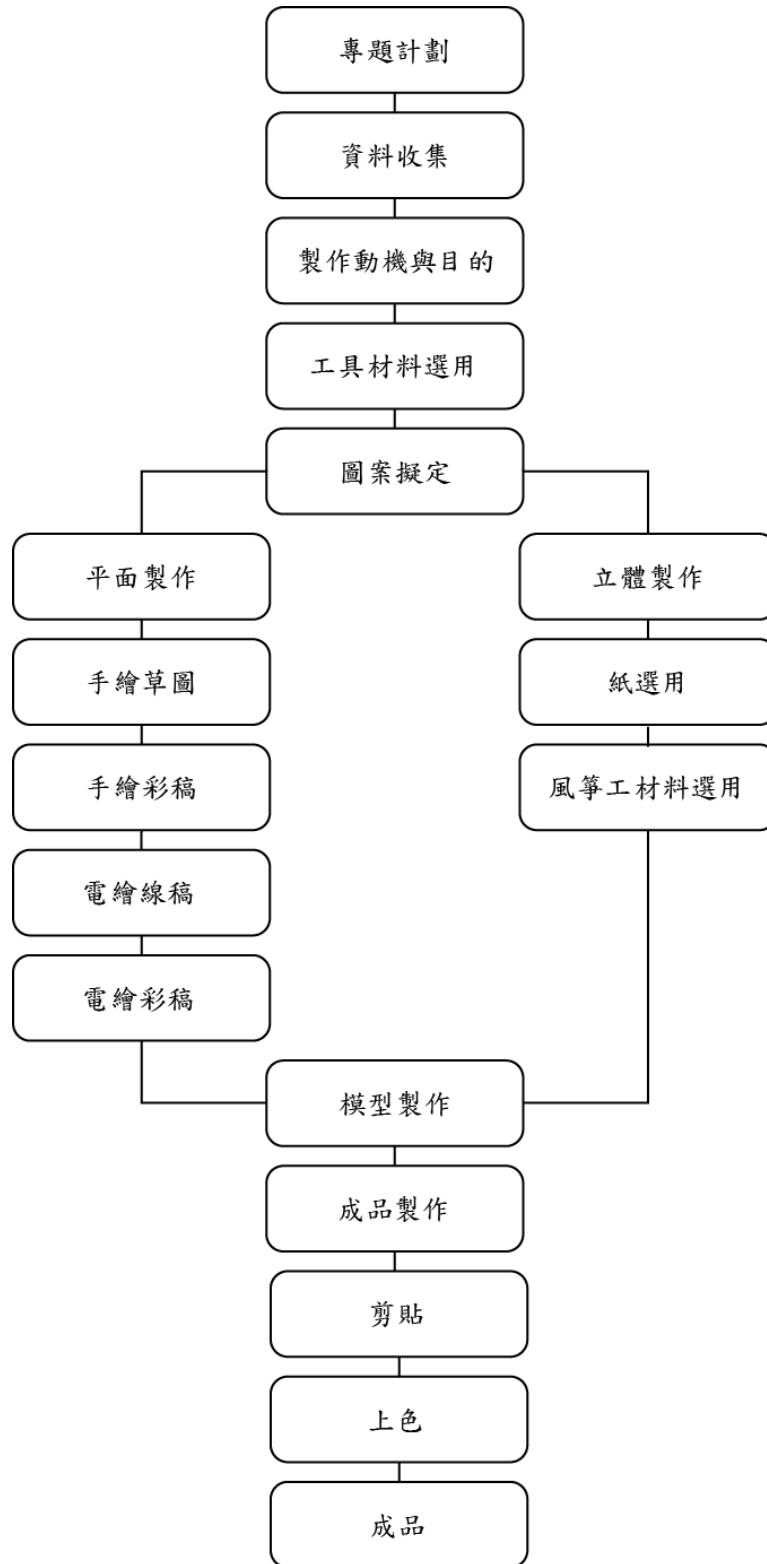 專題計劃
資料收集
製作動機與目的
工具材料選用
圖案擬定
平面製作
手繪草圖
手繪彩稿
電繪線稿
電繪彩稿
立體製作
紙選用
風箏工材料選用
模型製作
成品製作
剪貼
上色
成品